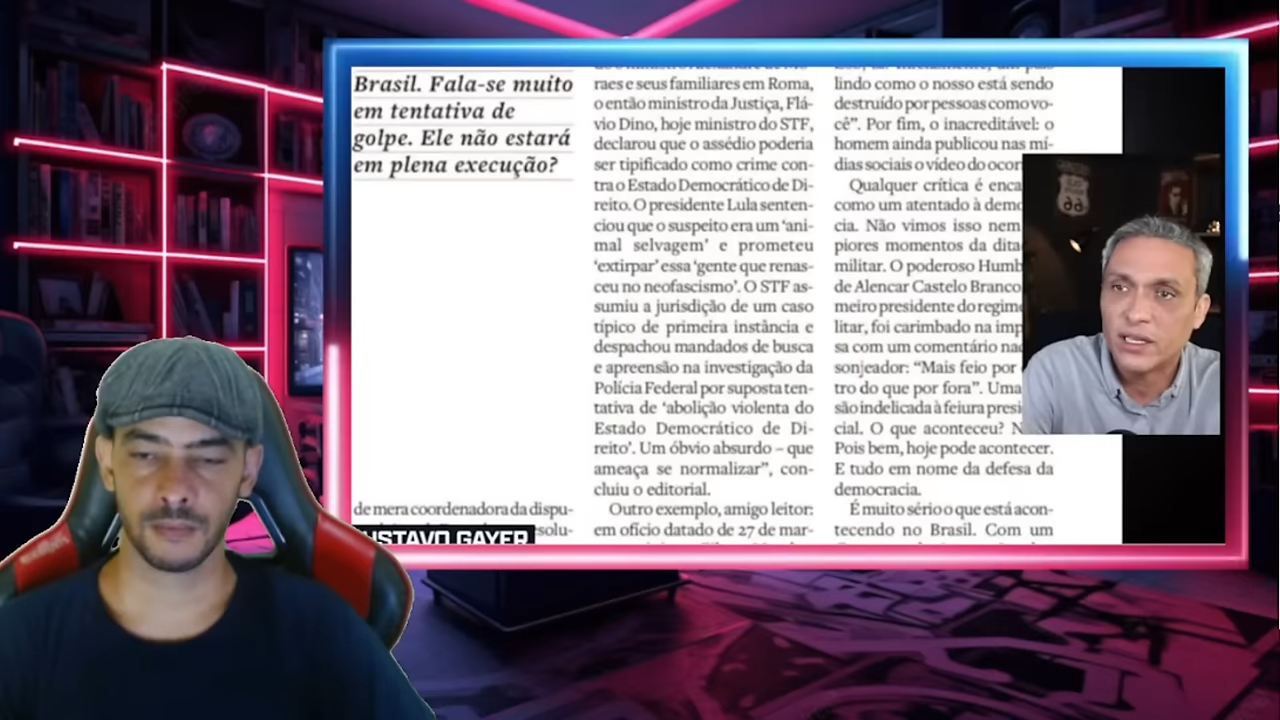 Brasil. Fala-se muito
em tentativa de
golpe. Ele não estará
em plena execução?
de mera coordenadora da dispu-
GUSTAVO GAYER
raes e seus familiares em Roma,
o então ministro da Justiça, Flá-
vio Dino, hoje ministro do STF,
declarou que o assédio poderia
ser tipificado como crime con-
tra o Estado Democrático de Di-
reito. O presidente Lula senten-
ciou que o suspeito era um ‘ani-
mal selvagem’ e prometeu
‘extirpar’ essa ‘gente que renas-
ceu no neofascismo’. O STF as-
sumiu a jurisdição de um caso
típico de primeira instância e
despachou mandados de busca
e apreensão na investigação da
Polícia Federal por suposta ten-
tativa de ‘abolição violenta do
Estado Democrático de Di-
reito’. Um óbvio absurdo – que
ameaça se normalizar”, con-
cluiu o editorial.
Outro exemplo, amigo leitor:
em ofício datado de 27 de mar-
lindo como o nosso está sendo
destruído por pessoas como vo-
cê”. Por fim, o inacreditável: o
homem ainda publicou nas mí-
dias sociais o vídeo do ocor
Qualquer crítica é enca
como um atentado à demo
cia. Não vimos isso nem
piores momentos da dita
militar. O poderoso Humb
de Alencar Castelo Branco
meiro presidente do regime
litar, foi carimbado na imp
sa com um comentário na
sonjeador: “Mais feio por
tro do que por fora”. Uma
são indelicada à feiura presi
cial. O que aconteceu? N
Pois bem, hoje pode acontecer.
E tudo em nome da defesa da
democracia.
É muito sério o que está acon-
tecendo no Brasil. Com um